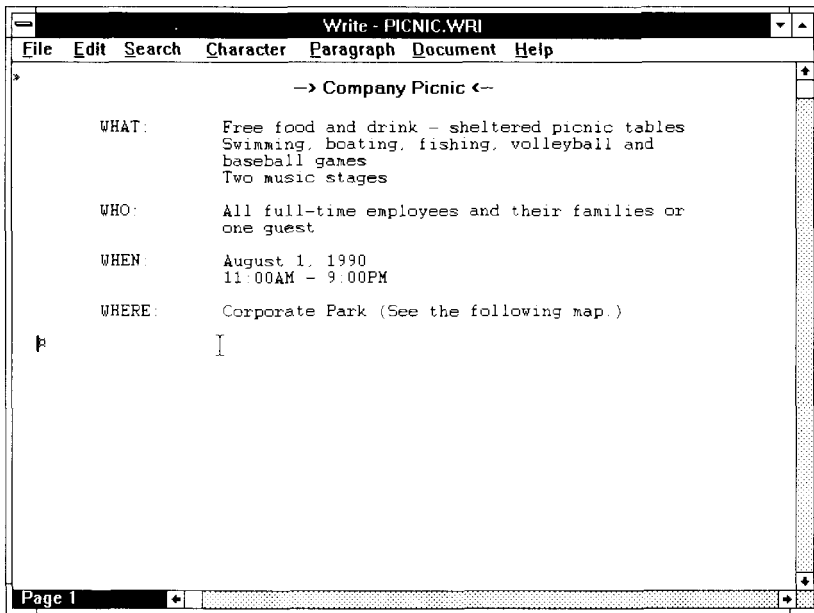 Write - PICNIC.WRI
File Edit Search Character Paragraph Document Help
--> Company Picnic <--
WHAT: Free food and drink - sheltered picnic tables
Swimming, boating, fishing, volleyball and
baseball games
Two music stages
WHO: All full-time employees and their families or
one guest
WHEN: August 1, 1990
11:00AM - 9:00PM
WHERE: Corporate Park (See the following map.)
Page 1